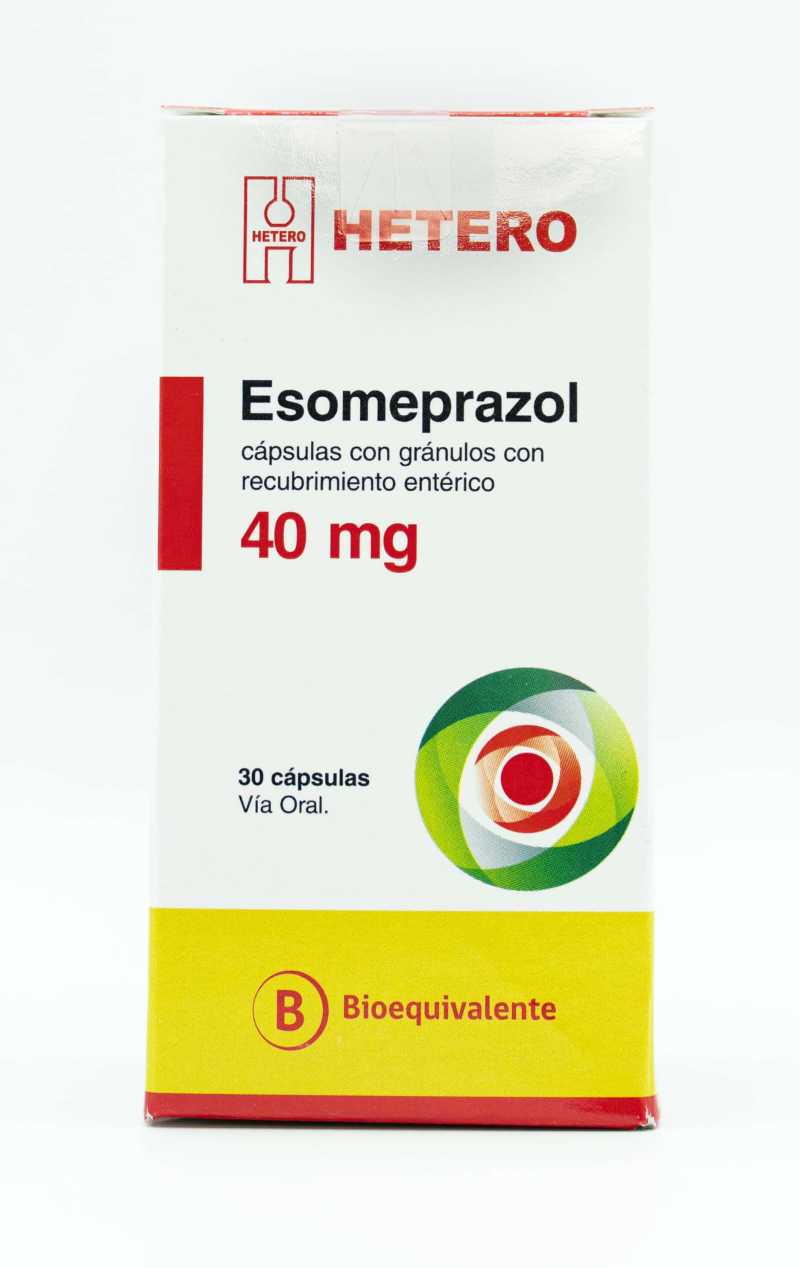 HETERO
HETERO
Esomeprazol
cápsulas con gránulos con
recubrimiento entérico
40 mg
30 cápsulas
Vía Oral.
B Bioequivalente